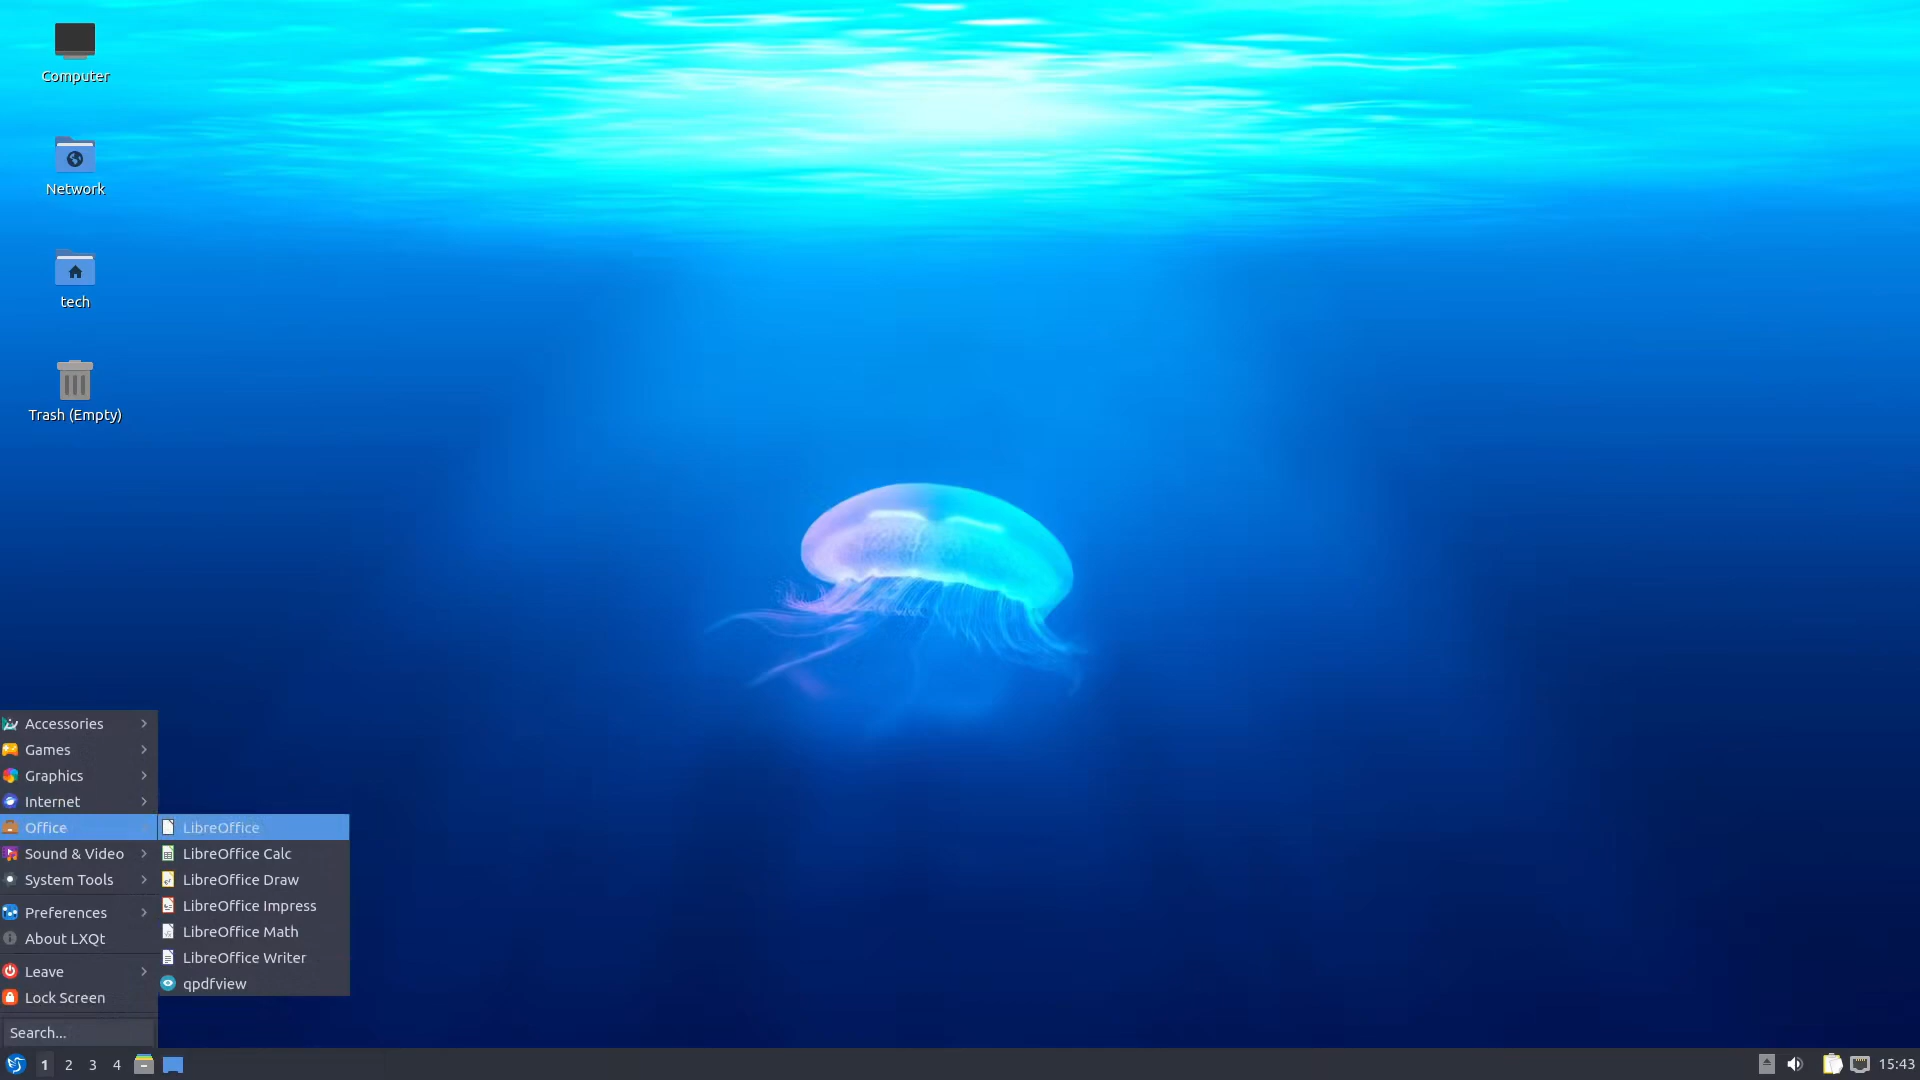 Computer
Network
tech
Trash (Empty)
Accessories
Games
Graphics
Internet
Office
Sound & Video
System Tools
Preferences
About LXQt
Leave
Lock Screen
Search...
LibreOffice
LibreOffice Calc
LibreOffice Draw
LibreOffice Impress
LibreOffice Math
LibreOffice Writer
qpdfview
1 2 3 4
15:43